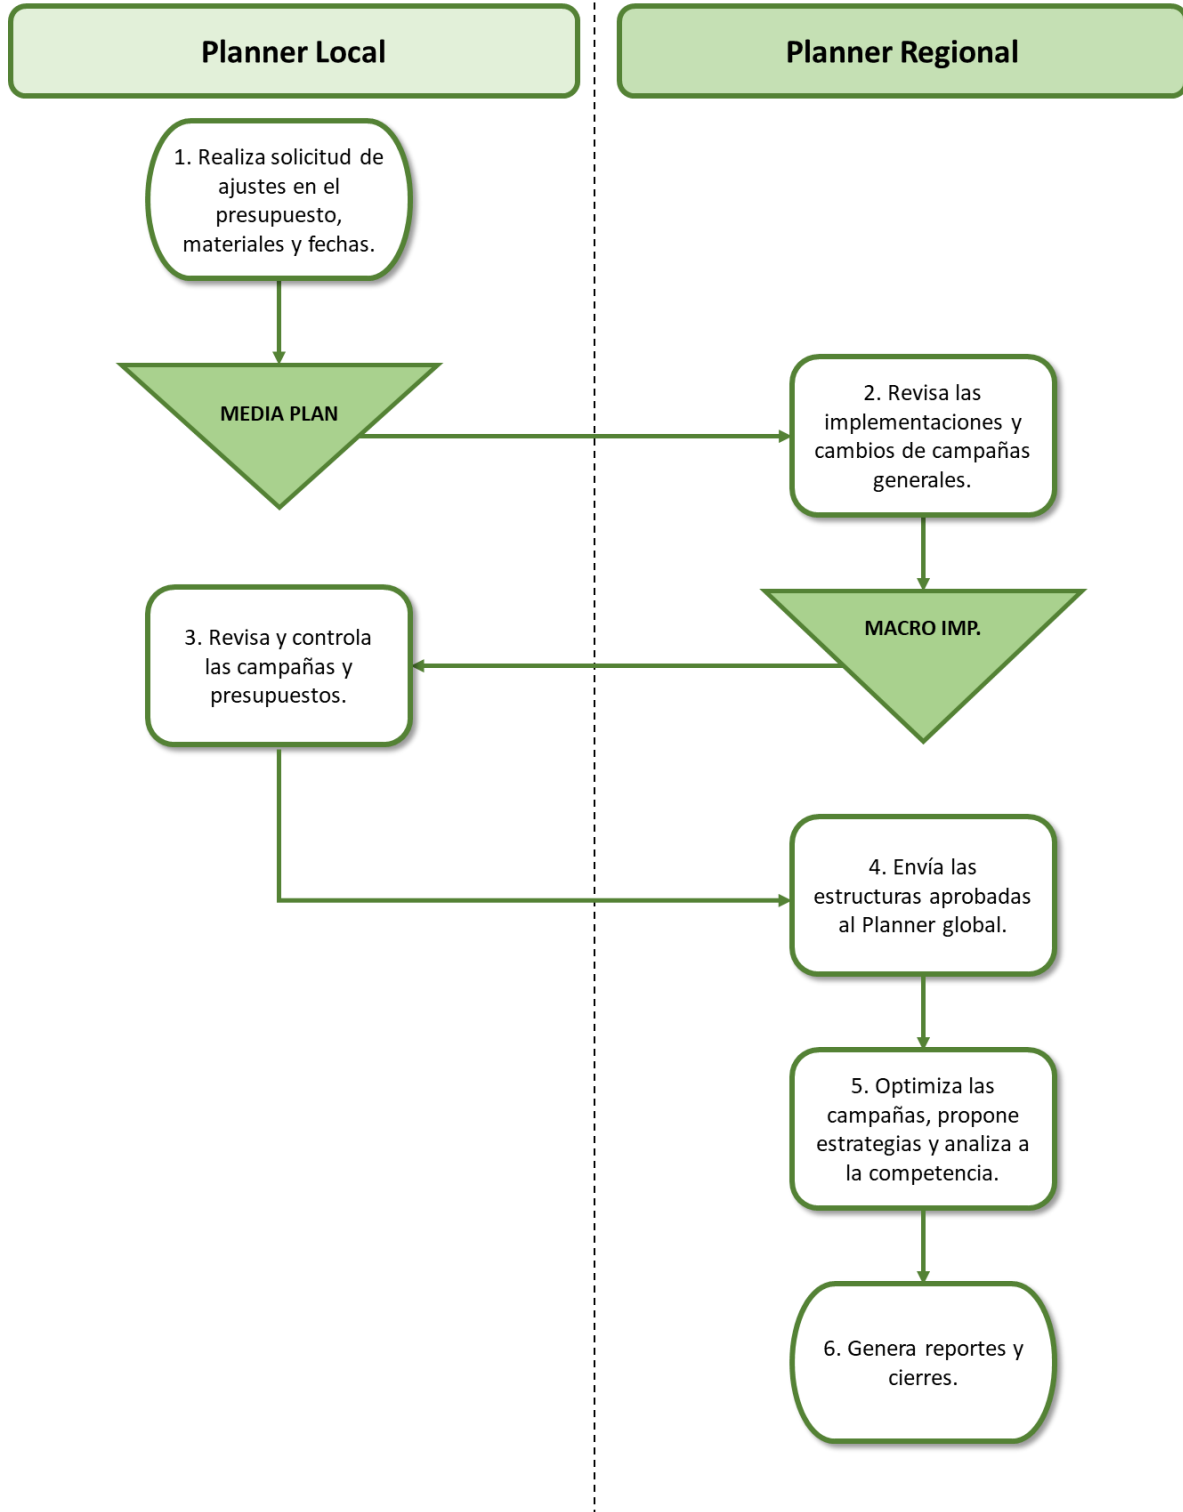 Planner Local
Planner Regional
1. Realiza solicitud de
ajustes en el
presupuesto,
materiales y fechas.
MEDIA PLAN
2. Revisa las
implementaciones y
cambios de campañas
generales.
MACRO IMP.
3. Revisa y controla
las campañas y
presupuestos.
4. Envía las
estructuras aprobadas
al Planner global.
5. Optimiza las
campañas, propone
estrategias y analiza a
la competencia.
6. Genera reportes y
cierres.